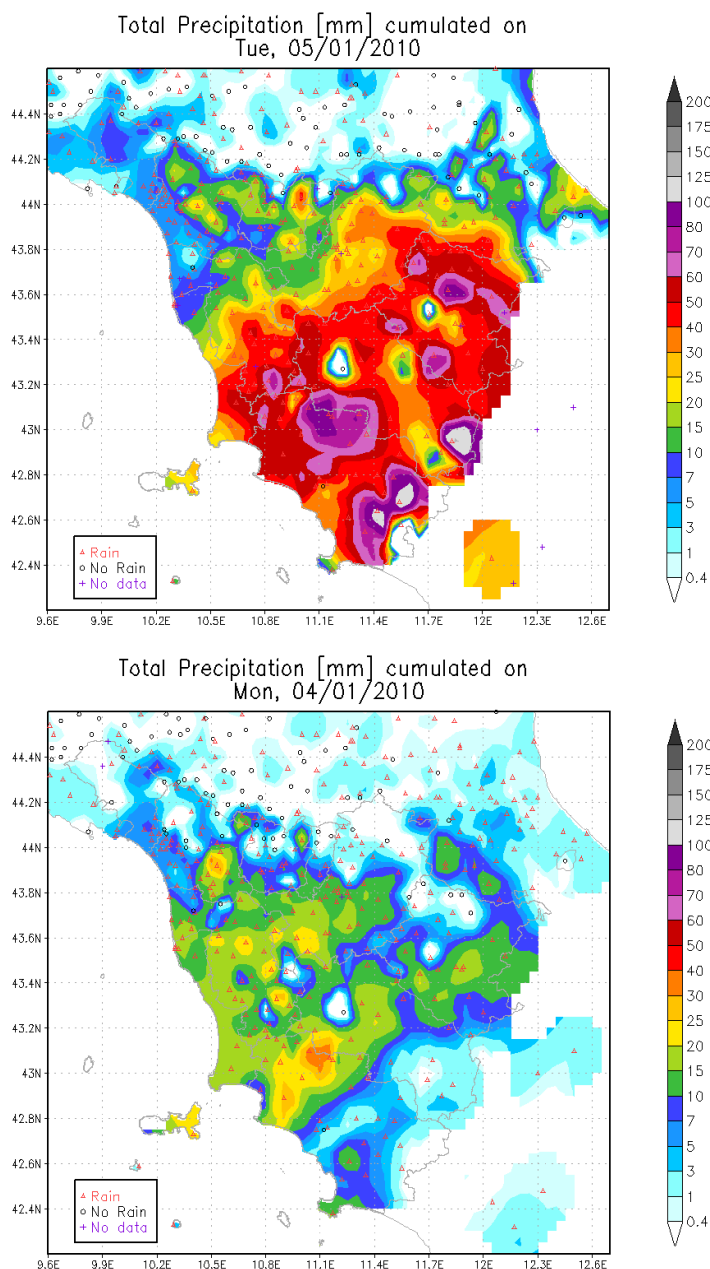 Total Precipitation [mm] cumulated on
Tue, 05/01/2010
44.4N
44.2N
44N
43.8N
43.6N
43.4N
43.2N
43N
42.8N
42.6N
42.4N
Rain
No Rain
No data
9.6E 9.9E 10.2E 10.5E 10.8E 11.1E 11.4E 11.7E 12E 12.3E 12.6E
200
175
150
125
100
90
80
70
60
50
40
30
25
20
15
10
7
5
3
1
0.4
Total Precipitation [mm] cumulated on
Mon, 04/01/2010
44.4N
44.2N
44N
43.8N
43.6N
43.4N
43.2N
43N
42.8N
42.6N
42.4N
Rain
No Rain
No data
9.6E 9.9E 10.2E 10.5E 10.8E 11.1E 11.4E 11.7E 12E 12.3E 12.6E
200
175
150
125
100
90
80
70
60
50
40
30
25
20
15
10
7
5
3
1
0.4